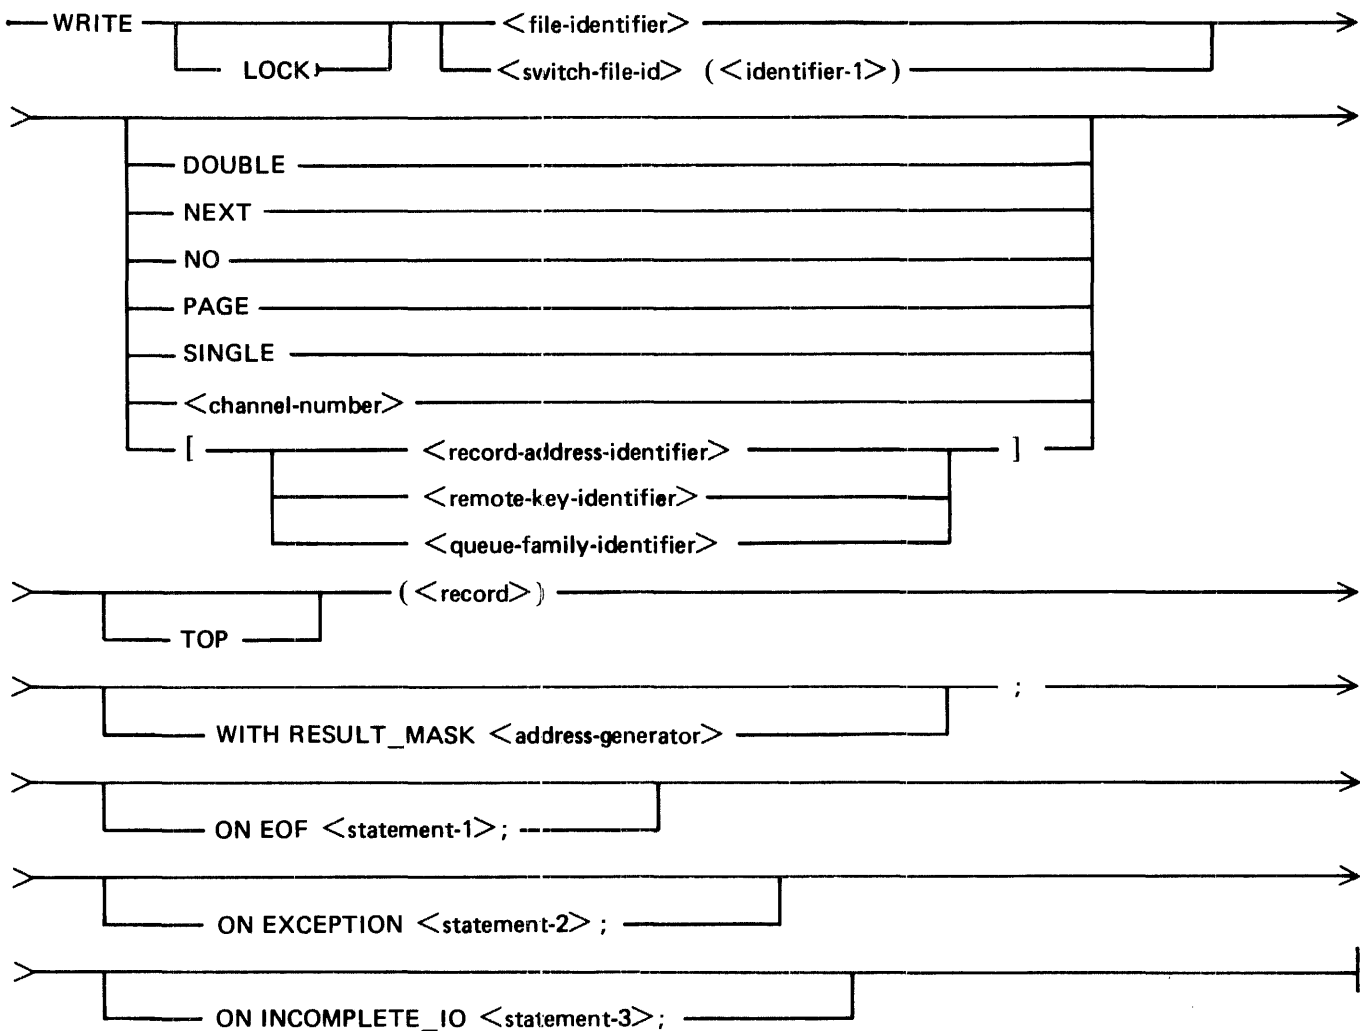 WRITE <file-identifier>
LOCK <switch-file-id> (<identifier-1>)
DOUBLE
NEXT
NO
PAGE
SINGLE
<channel-number>
[ <record-address-identifier> ]
<remote-key-identifier>
<queue-family-identifier>
(<record>)
TOP
;
WITH RESULT_MASK <address-generator>
ON EOF <statement-1>;
ON EXCEPTION <statement-2>;
ON INCOMPLETE_IO <statement-3>;